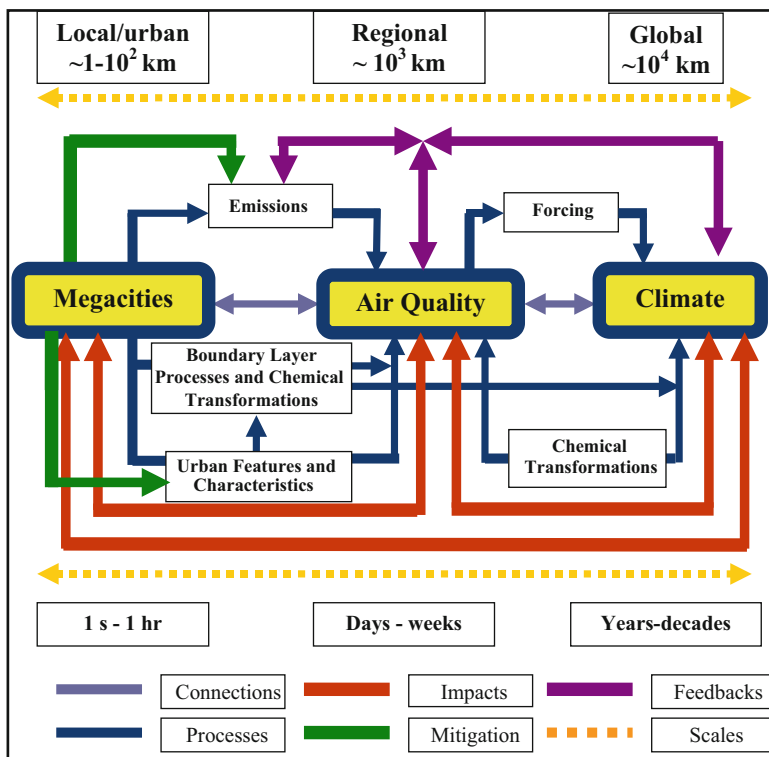 Local/urban
~1-10² km
Regional
~ 10³ km
Global
~10⁴ km
Emissions
Forcing
Megacities
Air Quality
Climate
Boundary Layer
Processes and Chemical
Transformations
Urban Features and
Characteristics
Chemical
Transformations
1 s - 1 hr
Days - weeks
Years-decades
Connections
Impacts
Feedbacks
Processes
Mitigation
Scales